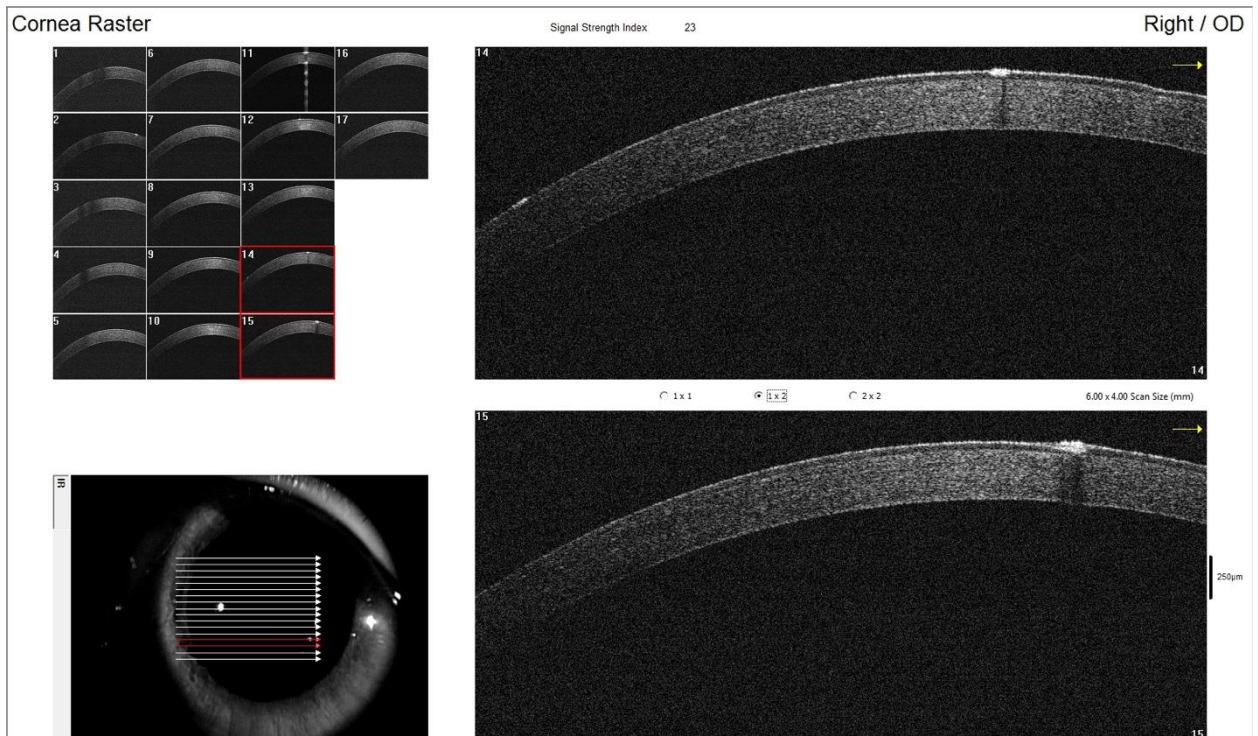 Cornea Raster
Signal Strength Index 23
Right / OD
1 6 11 16
2 7 12 17
3 8 13
4 9 14
5 10 15
14
14
1 x 1 1 x 2 2 x 2 6.00 x 4.00 Scan Size (mm)
IR
15
250µm
15